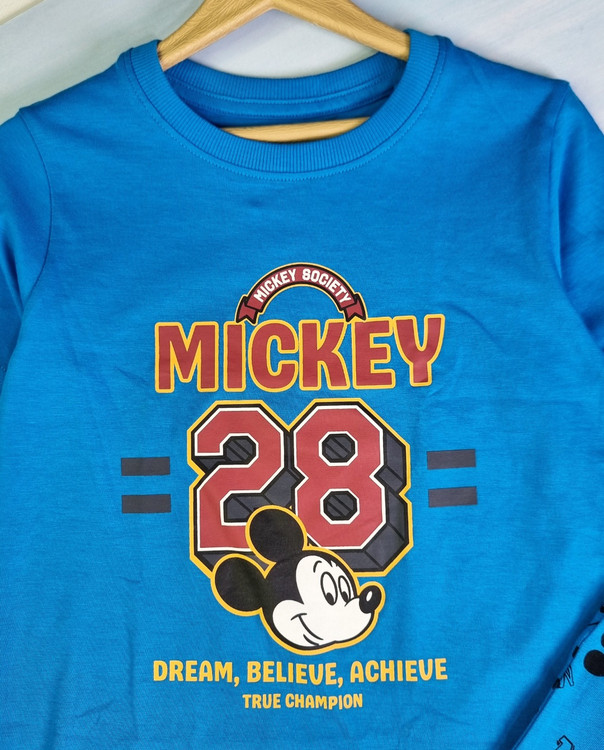 MICKEY SOCIETY
MICKEY
28
DREAM, BELIEVE, ACHIEVE
TRUE CHAMPION